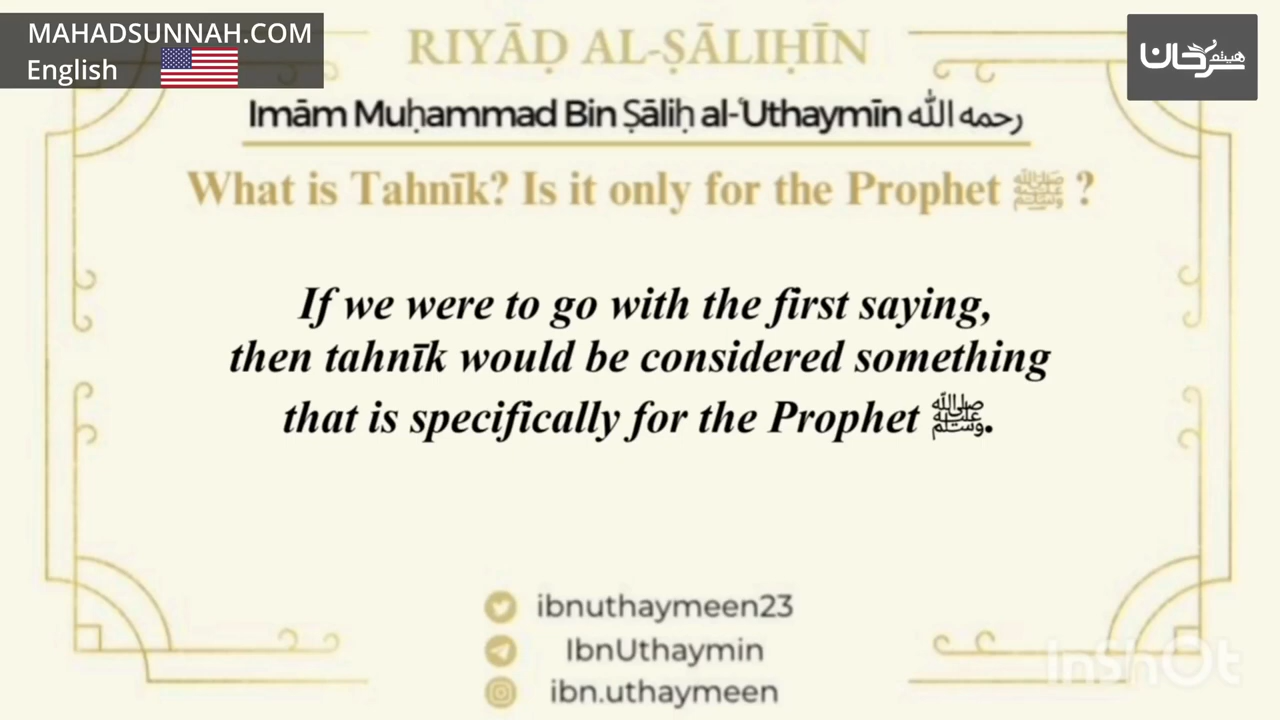 MAHADSUNNAH.COM
English
هيثم سرحان
RIYĀḌ AL-ṢĀLIḤĪN
Imām Muḥammad Bin Ṣāliḥ al-ʿUthaymīn رحمه الله
What is Tahnīk? Is it only for the Prophet ﷺ ?
If we were to go with the first saying,
then tahnīk would be considered something
that is specifically for the Prophet ﷺ.
ibnuthaymeen23
IbnUthaymin
ibn.uthaymeen
InShOt